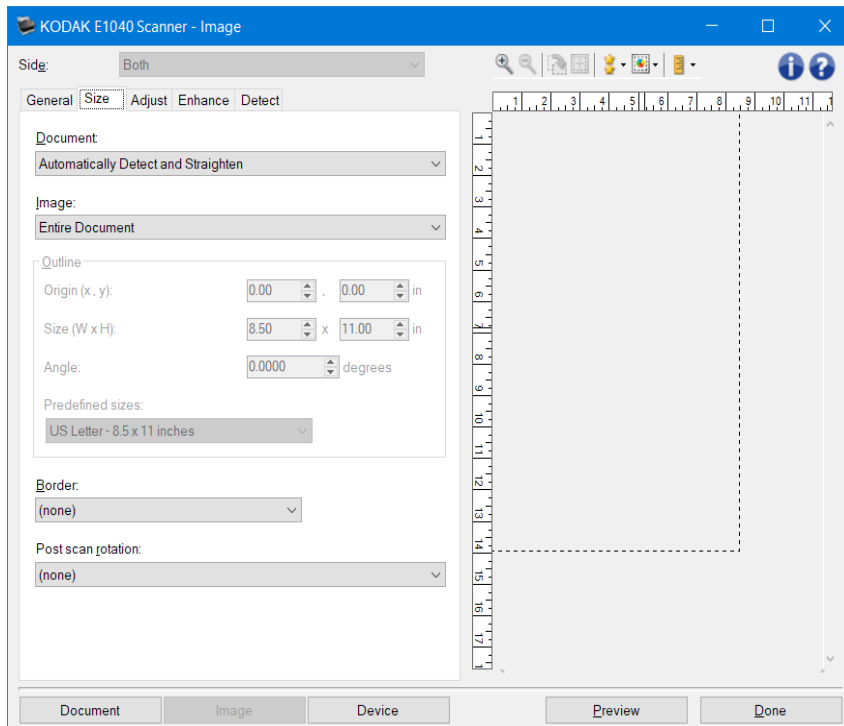 KODAK E1040 Scanner - Image
Side: Both
General Size Adjust Enhance Detect
Document:
Automatically Detect and Straighten
Image:
Entire Document
Outline
Origin (x , y): 0.00 , 0.00 in
Size (W x H): 8.50 x 11.00 in
Angle: 0.0000 degrees
Predefined sizes:
US Letter - 8.5 x 11 inches
Border:
(none)
Post scan rotation:
(none)
1 2 3 4 5 6 7 8 9 10 11 1
1
2
3
4
5
6
7
8
9
10
11
12
13
14
15
16
17
1
Document Image Device Preview Done